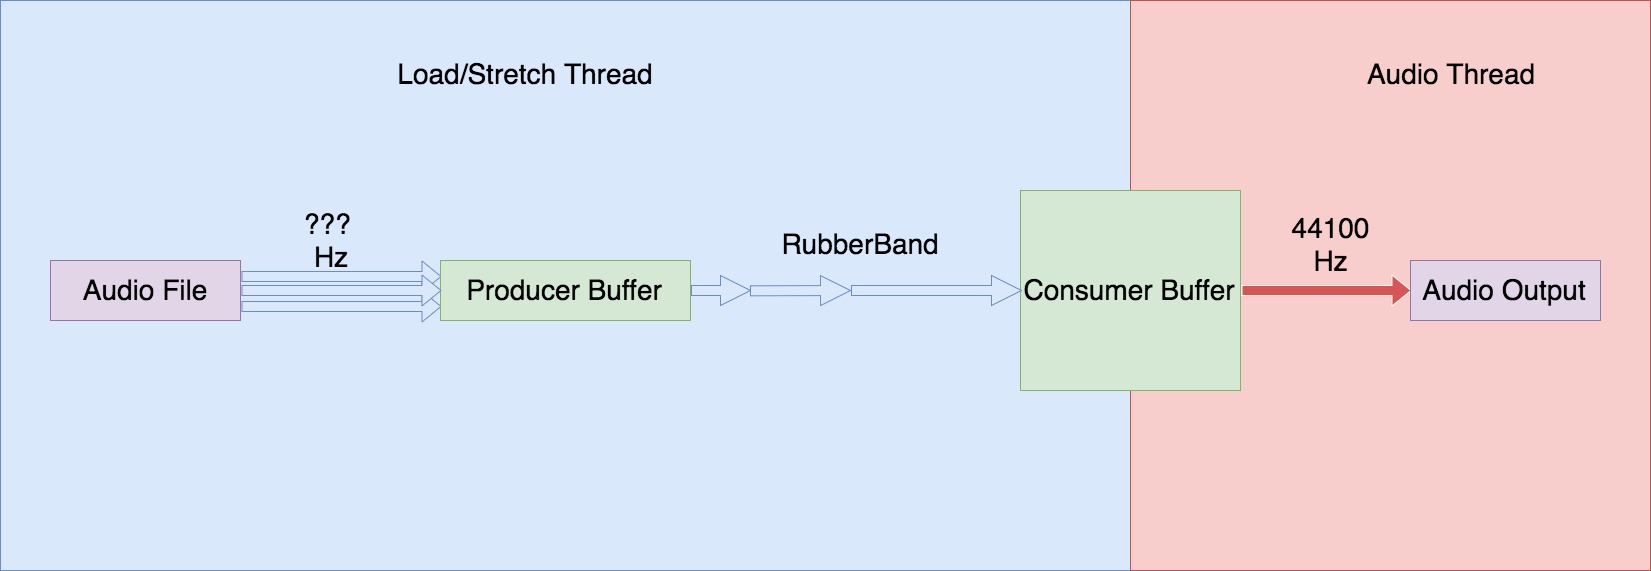 Load/Stretch Thread
Audio Thread
???
Hz
Audio File
Producer Buffer
RubberBand
Consumer Buffer
44100
Hz
Audio Output